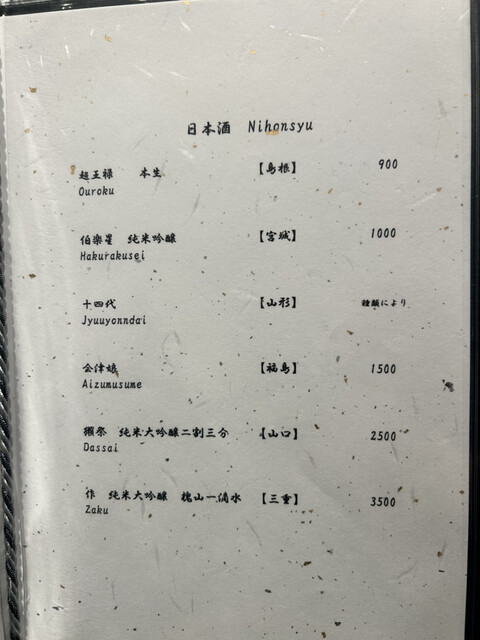 日本酒 Nihonsyu
超王祿 本生 【島根】 900
Ouroku
伯楽星 純米吟醸 【宮城】 1000
Hakurakusei
十四代 【山形】 種類により
Jyuuyonndai
会津娘 【福島】 1500
Aizumusume
獺祭 純米大吟醸二割三分 【山口】 2500
Dassai
作 純米大吟醸 槐山一滴水 【三重】 3500
Zaku